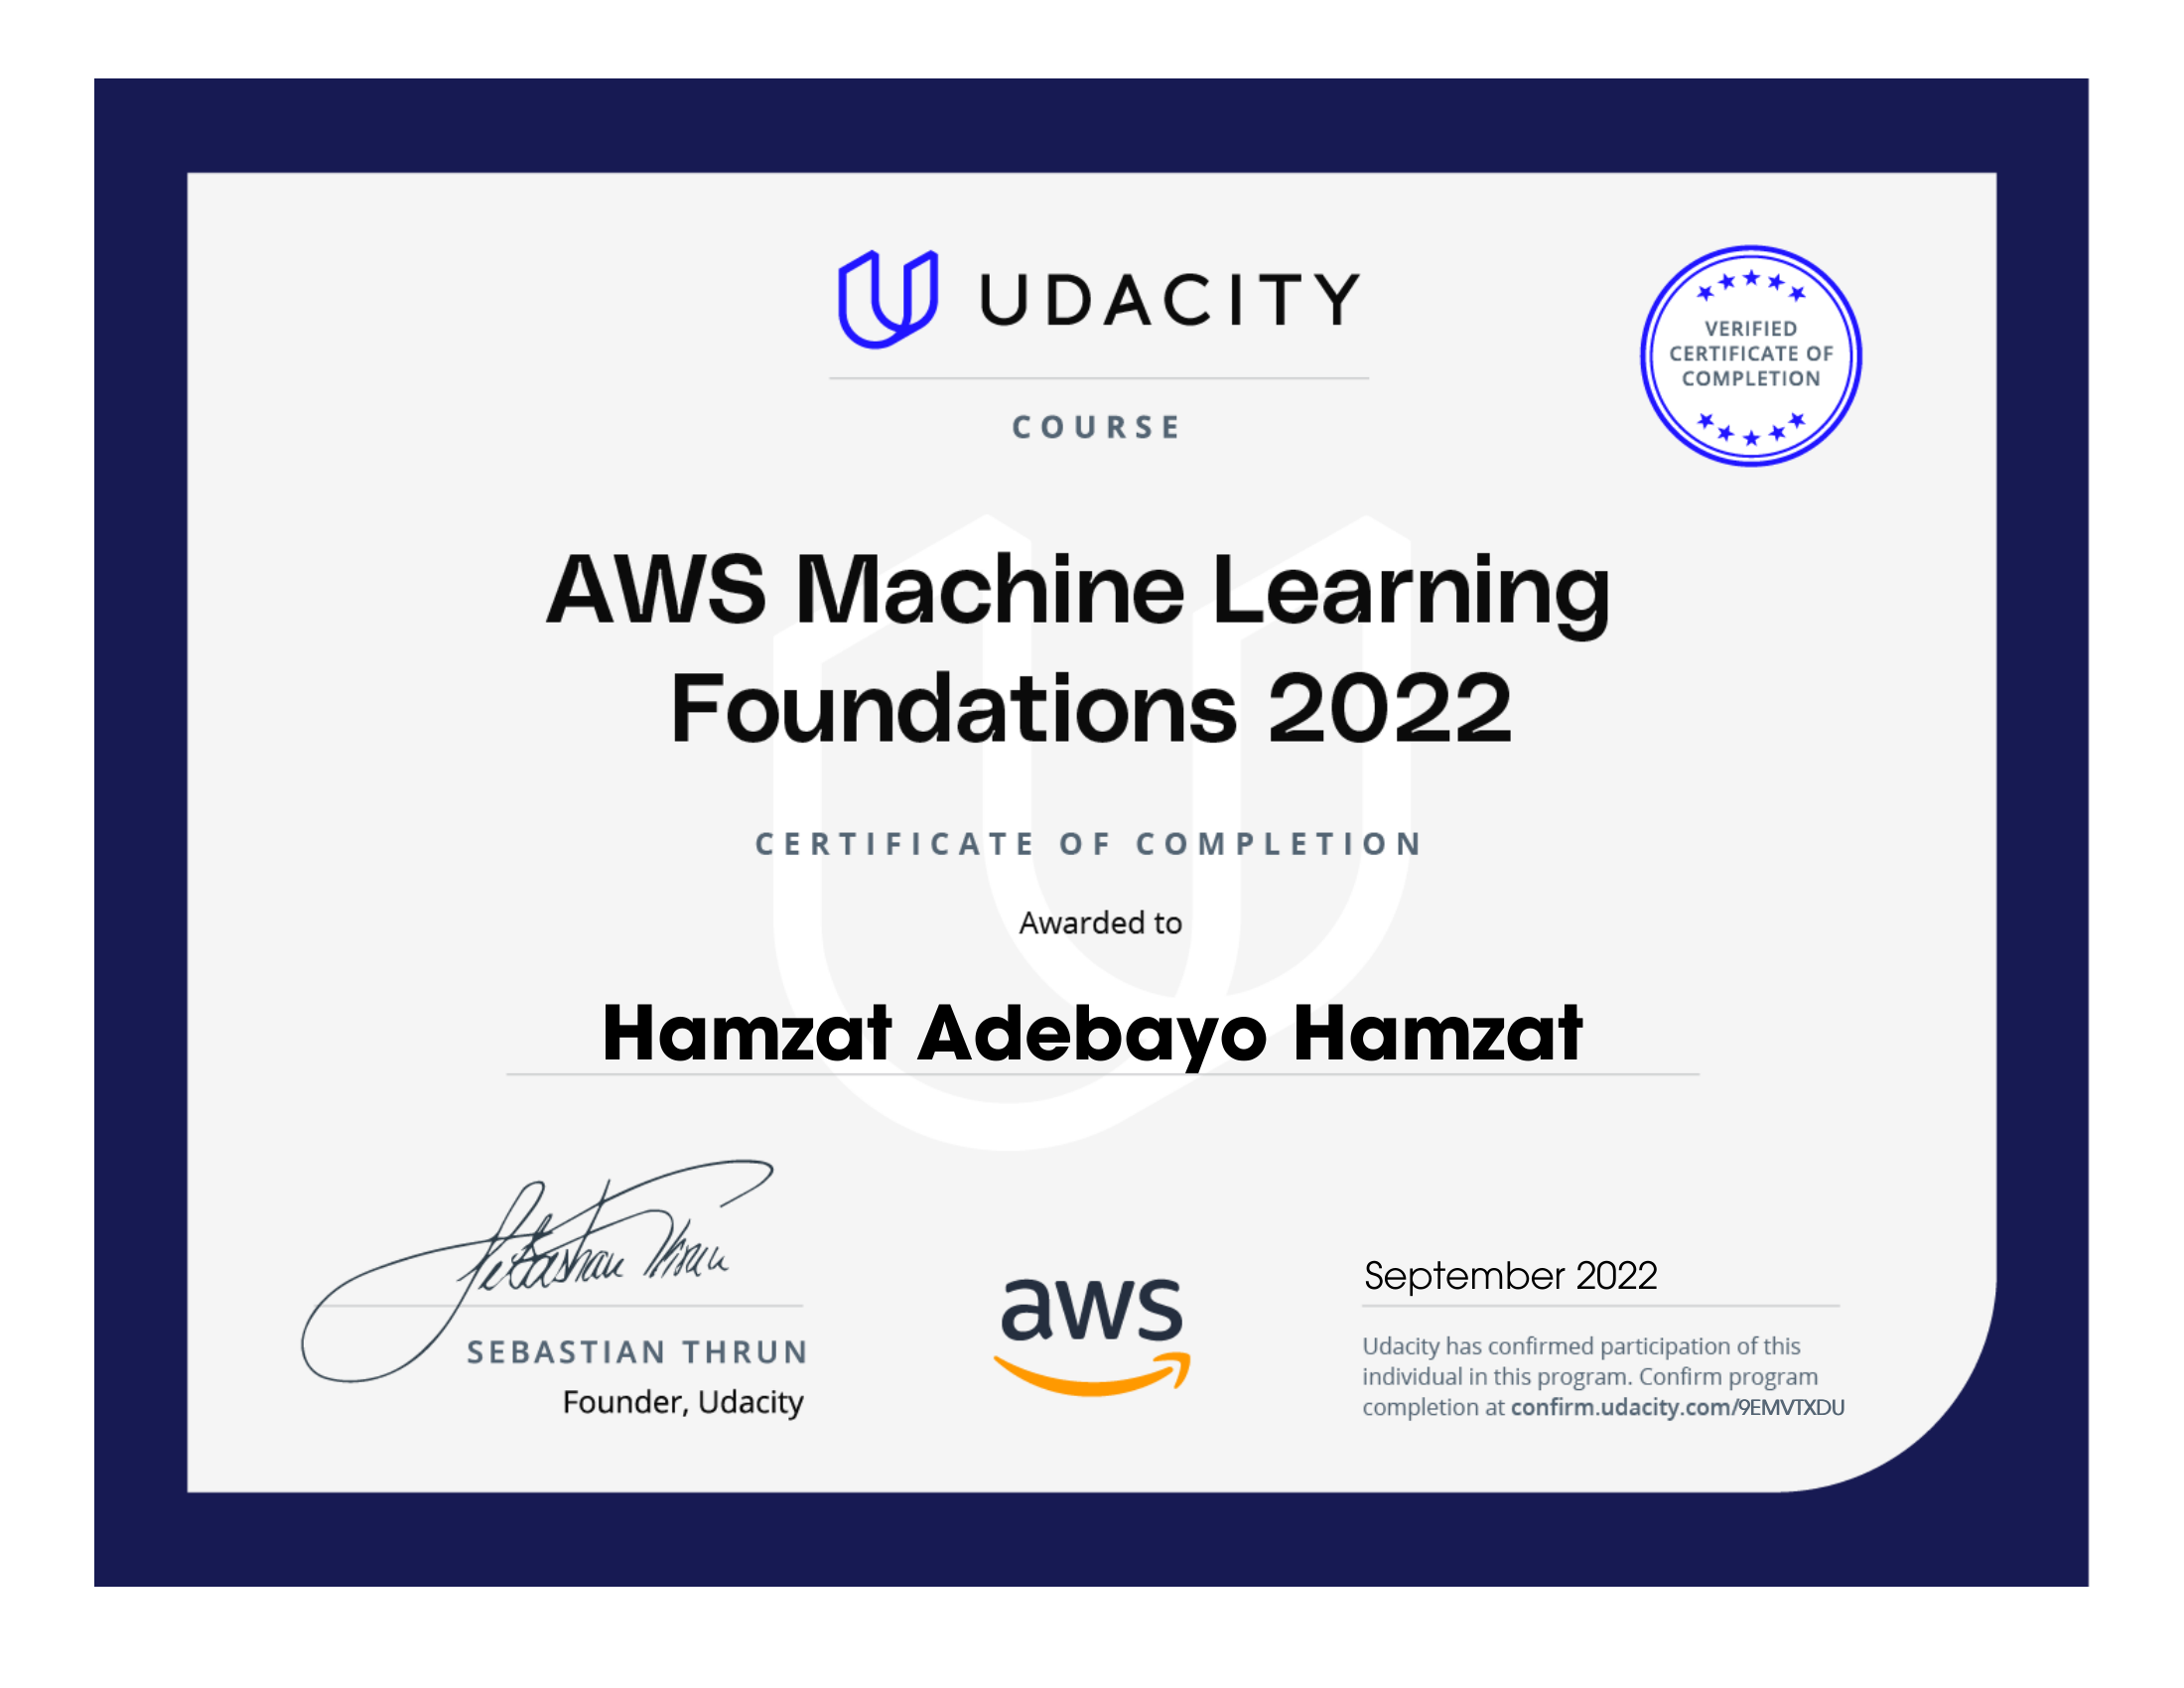 UDACITY
VERIFIED
CERTIFICATE OF
COMPLETION
COURSE
AWS Machine Learning
Foundations 2022
CERTIFICATE OF COMPLETION
Awarded to
Hamzat Adebayo Hamzat
Sebastian Thrun
SEBASTIAN THRUN
Founder, Udacity
aws
September 2022
Udacity has confirmed participation of this
individual in this program. Confirm program
completion at confirm.udacity.com/9EMVTXDU